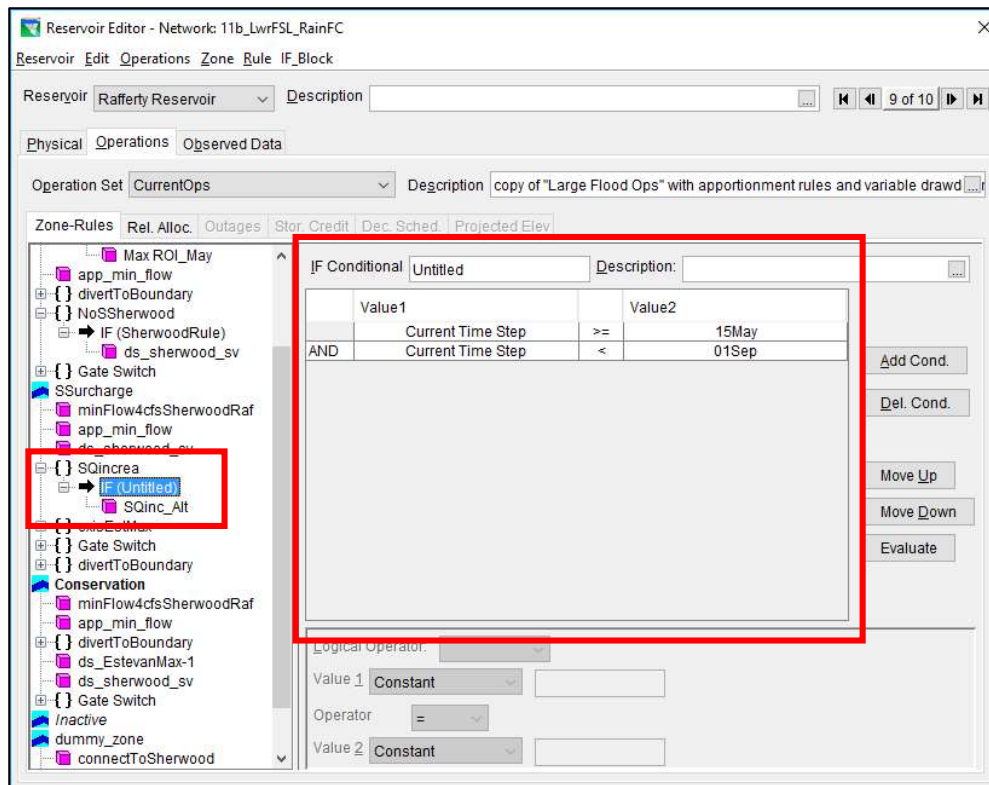 Reservoir Editor - Network: 11b_LwrFSL_RainFC
Reservoir Edit Operations Zone Rule IF_Block
Reservoir Rafferty Reservoir Description ... 9 of 10
Physical Operations Observed Data
Operation Set CurrentOps Description copy of "Large Flood Ops" with apportionment rules and variable drawd ...
Zone-Rules Rel. Alloc. Outages Stor. Credit Dec. Sched. Projected Elev
Max ROI_May
app_min_flow
{ } divertToBoundary
{ } NoSSherwood
IF (SherwoodRule)
ds_sherwood_sv
{ } Gate Switch
SSurcharge
minFlow4cfsSherwoodRaf
app_min_flow
ds_sherwood_sv
{ } SQincrea
IF (Untitled)
SQinc_Alt
{ } Gate Switch
{ } divertToBoundary
Conservation
minFlow4cfsSherwoodRaf
app_min_flow
{ } divertToBoundary
ds_EstevanMax-1
ds_sherwood_sv
{ } Gate Switch
Inactive
dummy_zone
connectToSherwood
IF Conditional Untitled Description: ...
Value1 Value2
Current Time Step >= 15May
AND Current Time Step < 01Sep
Add Cond.
Del. Cond.
Move Up
Move Down
Evaluate
Logical Operator:
Value 1 Constant
Operator =
Value 2 Constant